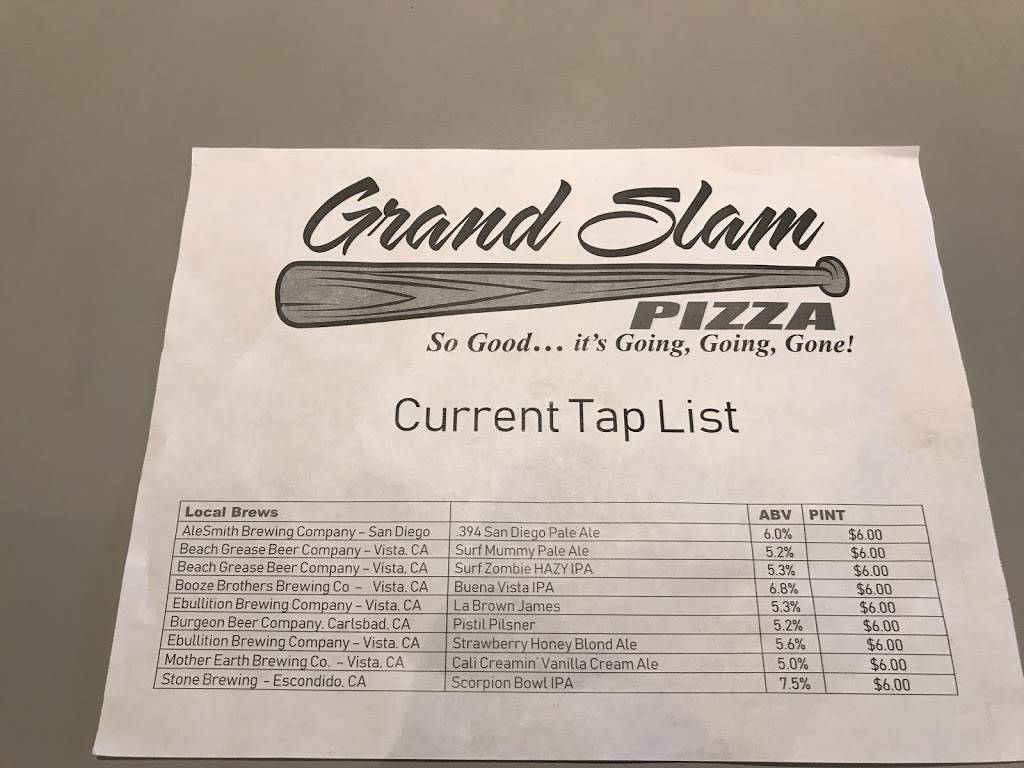 Grand Slam
PIZZA
So Good... it's Going, Going, Gone!
Current Tap List
Local Brews ABV PINT
AleSmith Brewing Company – San Diego .394 San Diego Pale Ale 6.0% $6.00
Beach Grease Beer Company – Vista, CA Surf Mummy Pale Ale 5.2% $6.00
Beach Grease Beer Company – Vista, CA Surf Zombie HAZY IPA 5.3% $6.00
Booze Brothers Brewing Co – Vista, CA Buena Vista IPA 6.8% $6.00
Ebullition Brewing Company – Vista, CA La Brown James 5.3% $6.00
Burgeon Beer Company, Carlsbad, CA Pistil Pilsner 5.2% $6.00
Ebullition Brewing Company – Vista, CA Strawberry Honey Blond Ale 5.6% $6.00
Mother Earth Brewing Co. – Vista, CA Cali Creamin' Vanilla Cream Ale 5.0% $6.00
Stone Brewing - Escondido, CA Scorpion Bowl IPA 7.5% $6.00